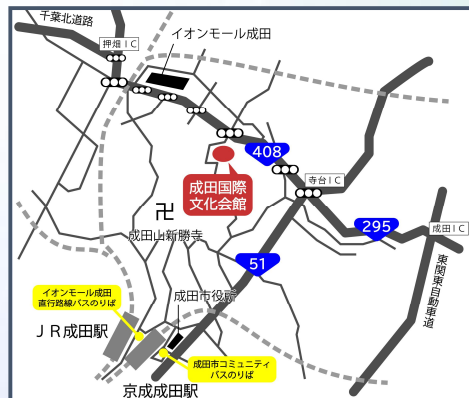 千葉北道路
押畑IC
イオンモール成田
408
成田国際
文化会館
寺台IC
295
成田IC
卍
成田山新勝寺
51
東関東自動車道
イオンモール成田
直行路線バスのりば
成田市役所
JR成田駅
成田市コミュニティ
バスのりば
京成成田駅